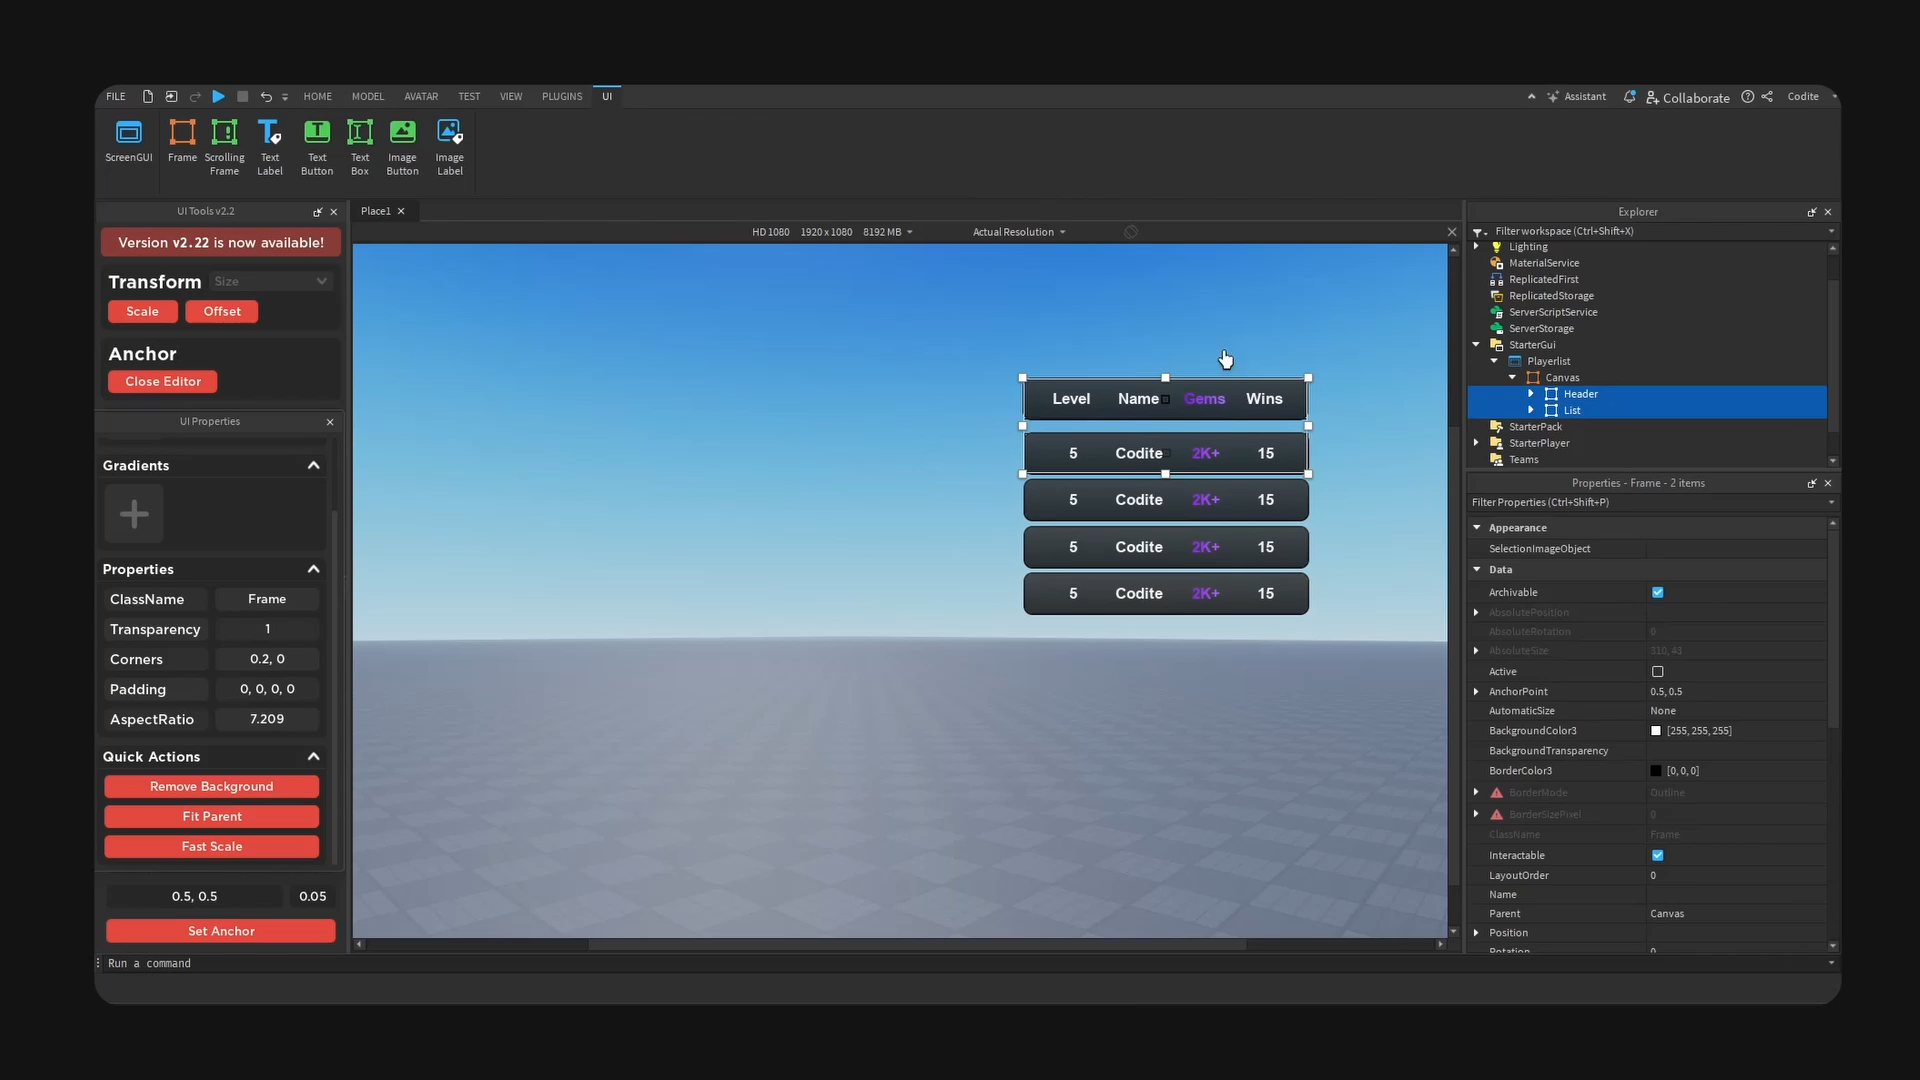 FILE HOME MODEL AVATAR TEST VIEW PLUGINS UI Assistant Collaborate Codite
ScreenGUI Frame Scrolling Frame Text Label Text Button Text Box Image Button Image Label
UI Tools v2.2
Version v2.22 is now available!
Transform Size
Scale Offset
Anchor
Close Editor
UI Properties
Gradients
Properties
ClassName Frame
Transparency 1
Corners 0.2, 0
Padding 0, 0, 0, 0
AspectRatio 7.209
Quick Actions
Remove Background
Fit Parent
Fast Scale
0.5, 0.5 0.05
Set Anchor
Run a command
Place1
HD 1080 1920 x 1080 8192 MB Actual Resolution
Level Name Gems Wins
5 Codite 2K+ 15
5 Codite 2K+ 15
5 Codite 2K+ 15
5 Codite 2K+ 15
Explorer
Filter workspace (Ctrl+Shift+X)
Lighting
MaterialService
ReplicatedFirst
ReplicatedStorage
ServerScriptService
ServerStorage
StarterGui
Playerlist
Canvas
Header
List
StarterPack
StarterPlayer
Teams
Properties - Frame - 2 items
Filter Properties (Ctrl+Shift+P)
Appearance
SelectionImageObject
Data
Archivable
AbsolutePosition
AbsoluteRotation 0
AbsoluteSize 310, 43
Active
AnchorPoint 0.5, 0.5
AutomaticSize None
BackgroundColor3 [255, 255, 255]
BackgroundTransparency
BorderColor3 [0, 0, 0]
BorderMode Outline
BorderSizePixel 0
ClassName Frame
Interactable
LayoutOrder 0
Name
Parent Canvas
Position
Rotation 0